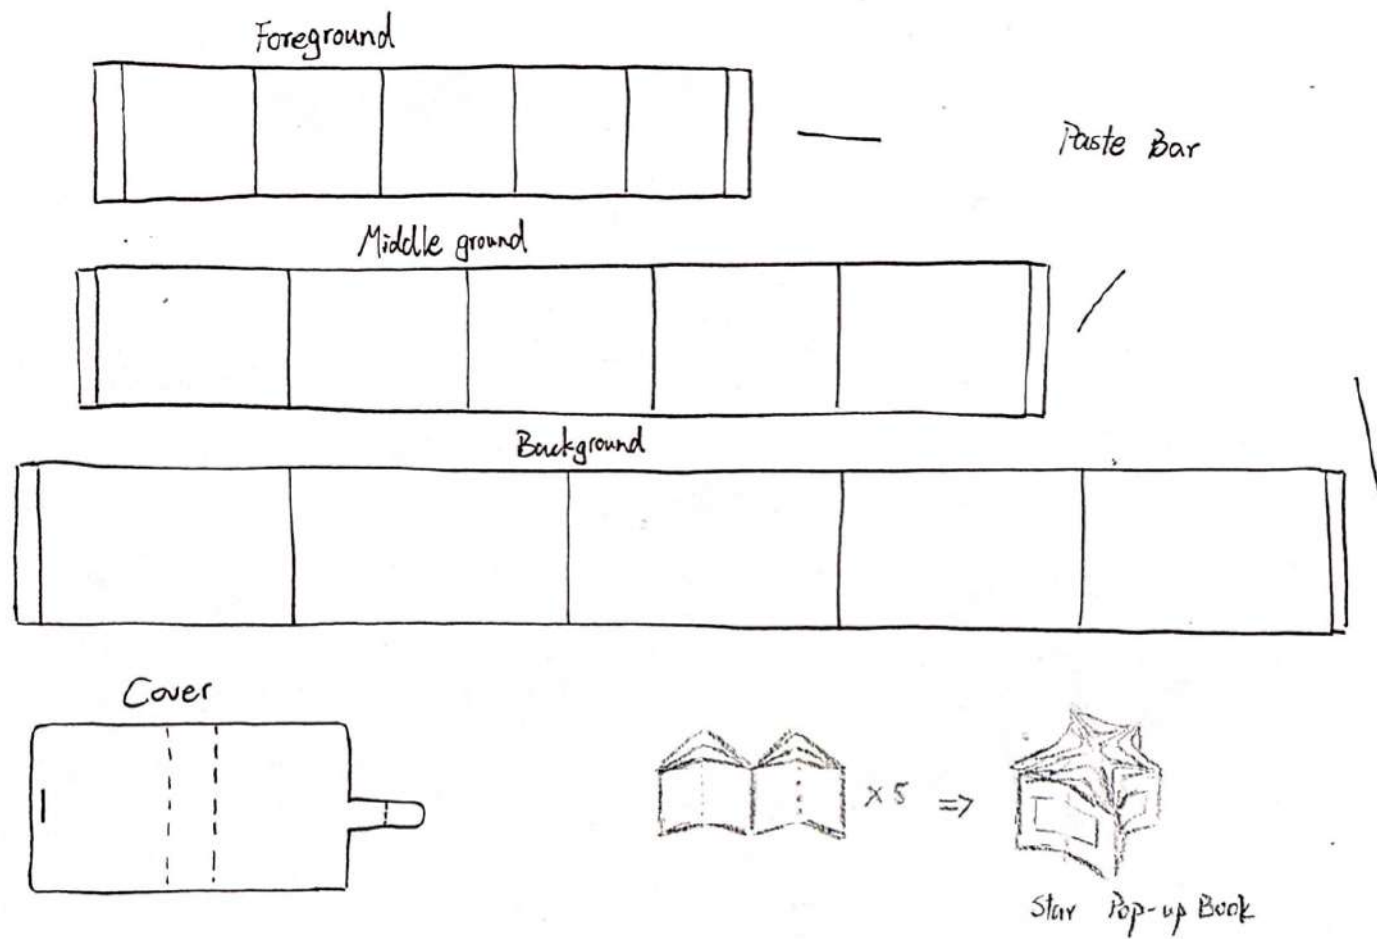 Foreground
Paste Bar
Middle ground
Background
Cover
×5 =>
Star Pop-up Book